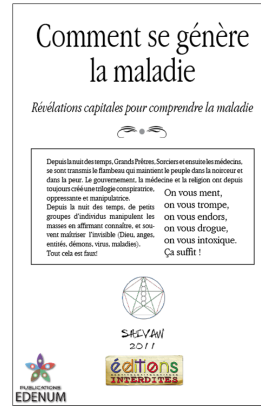 Comment se génère
la maladie
Révélations capitales pour comprendre la maladie
Depuis la nuit des temps, Grands Prêtres, Sorciers et ensuite les médecins,
se sont transmis le flambeau qui maintient le peuple dans la noirceur et
dans la peur. Le gouvernement, la médecine et la religion ont depuis
toujours créé une trilogie conspiratrice,
oppressante et manipulatrice.
Depuis la nuit des temps, de petits
groupes d'individus manipulent les
masses en affirmant connaître, et sou-
vent maîtriser l'invisible (Dieu, anges,
entités, démons, virus, maladies).
Tout cela est faux!
On vous ment,
on vous trompe,
on vous endors,
on vous drogue,
on vous intoxique.
Ça suffit !
SHEVAW
2011
PUBLICATIONS
EDENUM
éditions
INTERDITES